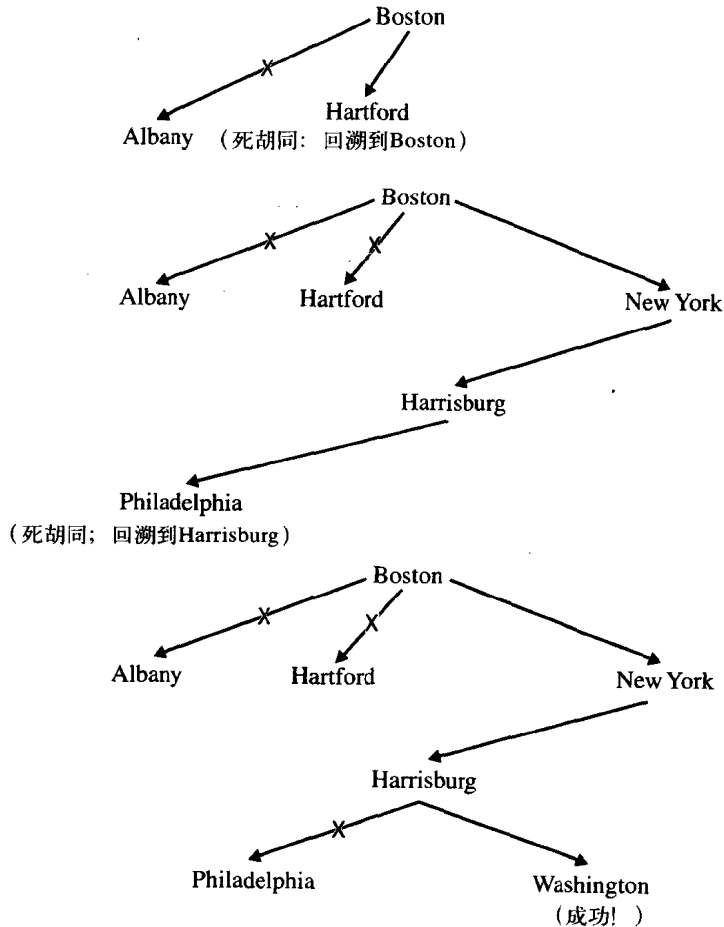 Boston
Hartford
Albany (死胡同：回溯到Boston)
Boston
Albany Hartford New York
Harrisburg
Philadelphia
(死胡同；回溯到Harrisburg)
Boston
Albany Hartford New York
Harrisburg
Philadelphia Washington
(成功！)